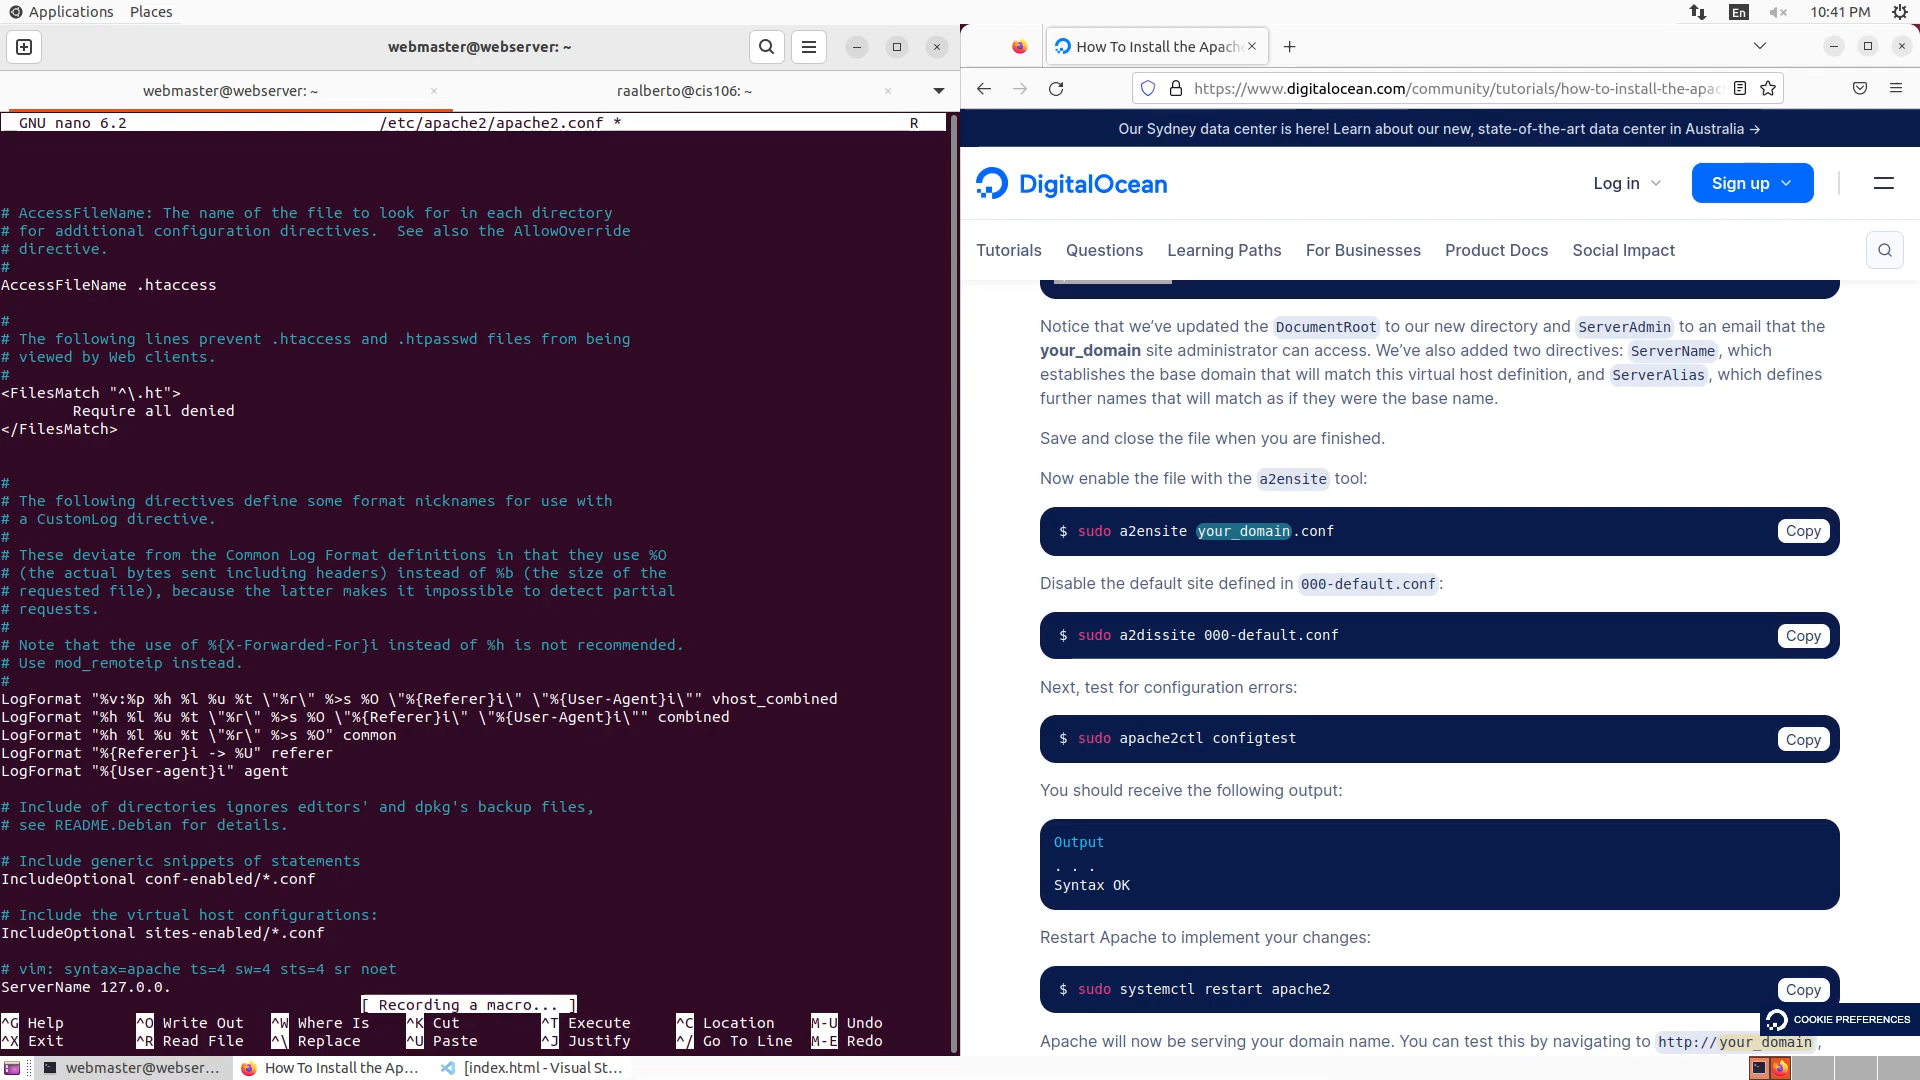 Applications Places
En 10:41 PM
webmaster@webserver: ~
webmaster@webserver: ~ × raalberto@cis106: ~ ×
GNU nano 6.2 /etc/apache2/apache2.conf * R
# AccessFileName: The name of the file to look for in each directory
# for additional configuration directives.  See also the AllowOverride
# directive.
#
AccessFileName .htaccess
#
# The following lines prevent .htaccess and .htpasswd files from being
# viewed by Web clients.
#
<FilesMatch "^\.ht">
        Require all denied
</FilesMatch>
#
# The following directives define some format nicknames for use with
# a CustomLog directive.
#
# These deviate from the Common Log Format definitions in that they use %O
# (the actual bytes sent including headers) instead of %b (the size of the
# requested file), because the latter makes it impossible to detect partial
# requests.
#
# Note that the use of %{X-Forwarded-For}i instead of %h is not recommended.
# Use mod_remoteip instead.
#
LogFormat "%v:%p %h %l %u %t \"%r\" %>s %O \"%{Referer}i\" \"%{User-Agent}i\"" vhost_combined
LogFormat "%h %l %u %t \"%r\" %>s %O \"%{Referer}i\" \"%{User-Agent}i\"" combined
LogFormat "%h %l %u %t \"%r\" %>s %O" common
LogFormat "%{Referer}i -> %U" referer
LogFormat "%{User-agent}i" agent
# Include of directories ignores editors' and dpkg's backup files,
# see README.Debian for details.
# Include generic snippets of statements
IncludeOptional conf-enabled/*.conf
# Include the virtual host configurations:
IncludeOptional sites-enabled/*.conf
# vim: syntax=apache ts=4 sw=4 sts=4 sr noet
ServerName 127.0.0.
[ Recording a macro... ]
^G Help ^O Write Out ^W Where Is ^K Cut ^T Execute ^C Location M-U Undo
^X Exit ^R Read File ^\ Replace ^U Paste ^J Justify ^/ Go To Line M-E Redo
How To Install the Apach
https://www.digitalocean.com/community/tutorials/how-to-install-the-apac
Our Sydney data center is here! Learn about our new, state-of-the-art data center in Australia →
DigitalOcean Log in Sign up
Tutorials Questions Learning Paths For Businesses Product Docs Social Impact
Notice that we’ve updated the DocumentRoot to our new directory and ServerAdmin to an email that the
your_domain site administrator can access. We’ve also added two directives: ServerName, which
establishes the base domain that will match this virtual host definition, and ServerAlias, which defines
further names that will match as if they were the base name.
Save and close the file when you are finished.
Now enable the file with the a2ensite tool:
$ sudo a2ensite your_domain.conf Copy
Disable the default site defined in 000-default.conf:
$ sudo a2dissite 000-default.conf Copy
Next, test for configuration errors:
$ sudo apache2ctl configtest Copy
You should receive the following output:
Output
. . .
Syntax OK
Restart Apache to implement your changes:
$ sudo systemctl restart apache2 Copy
COOKIE PREFERENCES
Apache will now be serving your domain name. You can test this by navigating to http://your_domain,
webmaster@webser... How To Install the Ap... [index.html - Visual St...